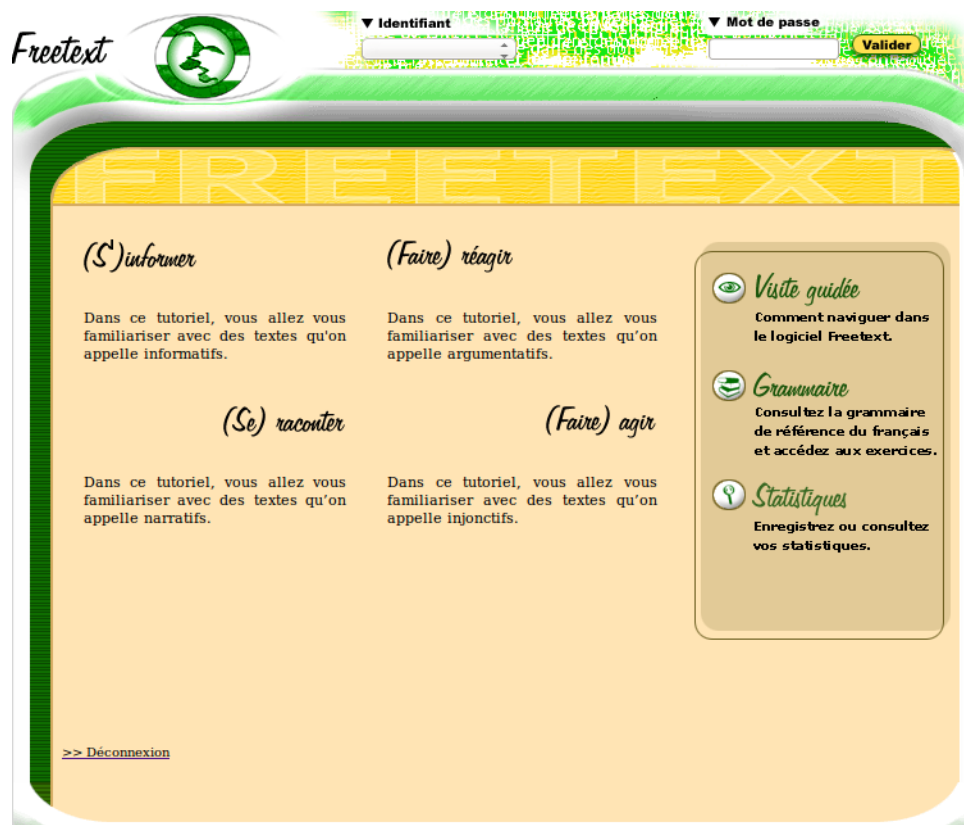 Freetext
▼ Identifiant
▼ Mot de passe
Valider
FREETEXT
(S')informer
Dans ce tutoriel, vous allez vous
familiariser avec des textes qu'on
appelle informatifs.
(Faire) réagir
Dans ce tutoriel, vous allez vous
familiariser avec des textes qu’on
appelle argumentatifs.
(Se) raconter
Dans ce tutoriel, vous allez vous
familiariser avec des textes qu’on
appelle narratifs.
(Faire) agir
Dans ce tutoriel, vous allez vous
familiariser avec des textes qu’on
appelle injonctifs.
Visite guidée
Comment naviguer dans
le logiciel Freetext.
Grammaire
Consultez la grammaire
de référence du français
et accédez aux exercices.
Statistiques
Enregistrez ou consultez
vos statistiques.
>> Déconnexion